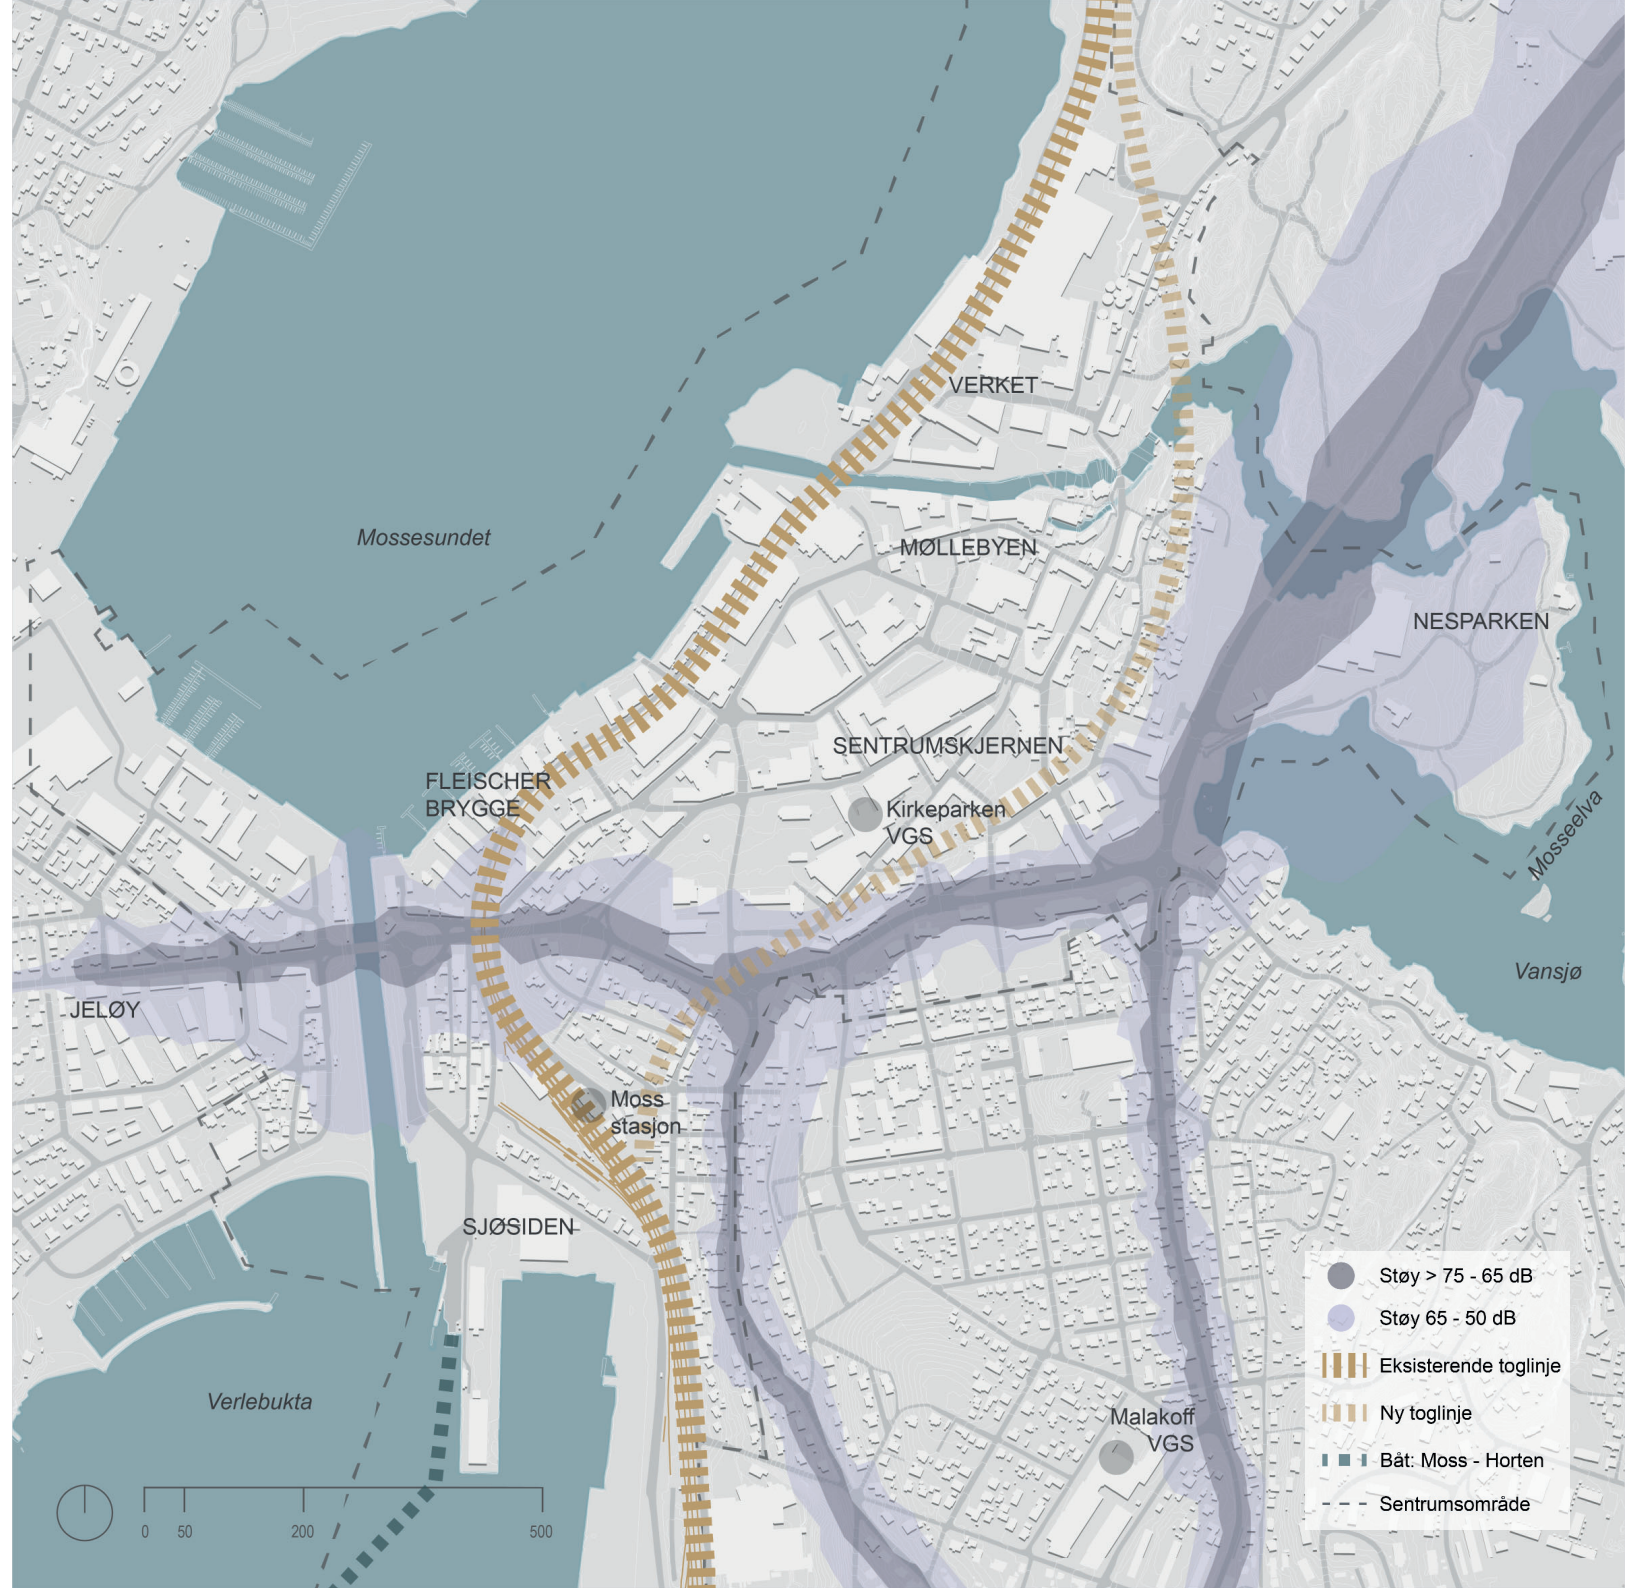 VERKET
Mossesundet
MØLLEBYEN
NESPARKEN
SENTRUMSKJERNEN
FLEISCHER
BRYGGE
Kirkeparken
VGS
Mosseelva
Vansjø
JELØY
Moss
stasjon
SJØSIDEN
Støy > 75 - 65 dB
Støy 65 - 50 dB
Eksisterende toglinje
Verlebukta
Ny toglinje
Malakoff
VGS
Båt: Moss - Horten
Sentrumsområde
0 50 200 500